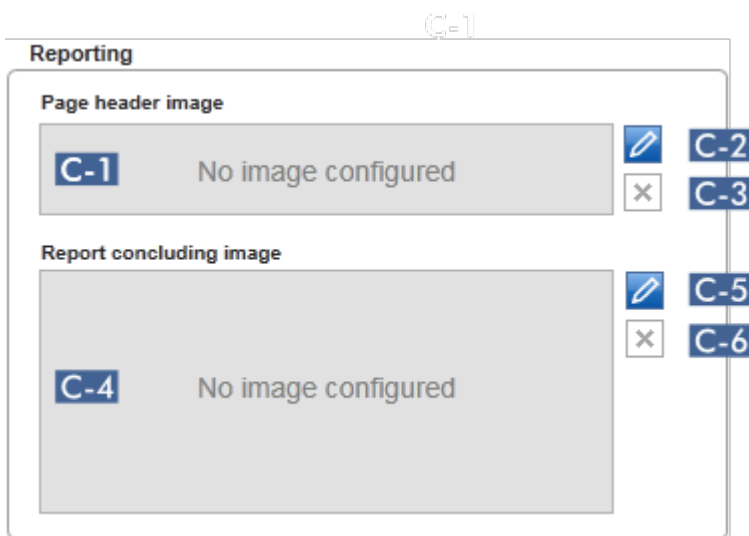 C-1
Reporting
Page header image
C-1 No image configured
C-2
C-3
Report concluding image
C-5
C-6
C-4 No image configured